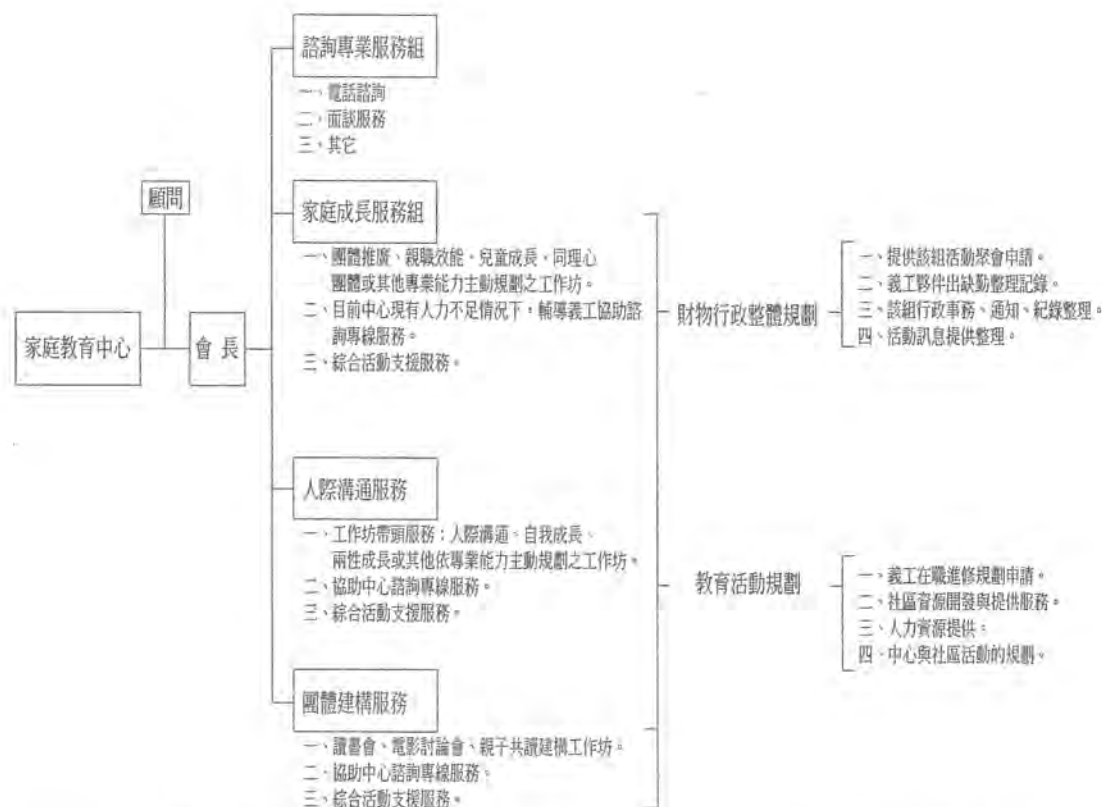 諮詢專業服務組
一、電話諮詢
二、面談服務
三、其它
顧問
家庭成長服務組
一、團體推廣、親職效能、兒童成長、同理心
團體或其他專業能力主動規劃之工作坊。
二、目前中心現有人力不足情況下，輔導義工協助諮
詢專線服務。
三、綜合活動支援服務。
家庭教育中心
會 長
人際溝通服務
一、工作坊帶頭服務；人際溝通、自我成長、
兩性成長或其他依專業能力主動規劃之工作坊。
二、協助中心諮詢專線服務。
三、綜合活動支援服務。
團體建構服務
一、讀書會、電影討論會、親子共讀建構工作坊。
二、協助中心諮詢專線服務。
三、綜合活動支援服務。
財物行政整體規劃
一、提供該組活動聚會申請。
二、義工夥伴出缺勤整理記錄。
三、該組行政事務、通知、紀錄整理。
四、活動訊息提供整理。
教育活動規劃
一、義工在職進修規劃申請。
二、社區資源開發與提供服務。
三、人力資源提供。
四、中心與社區活動的規劃。